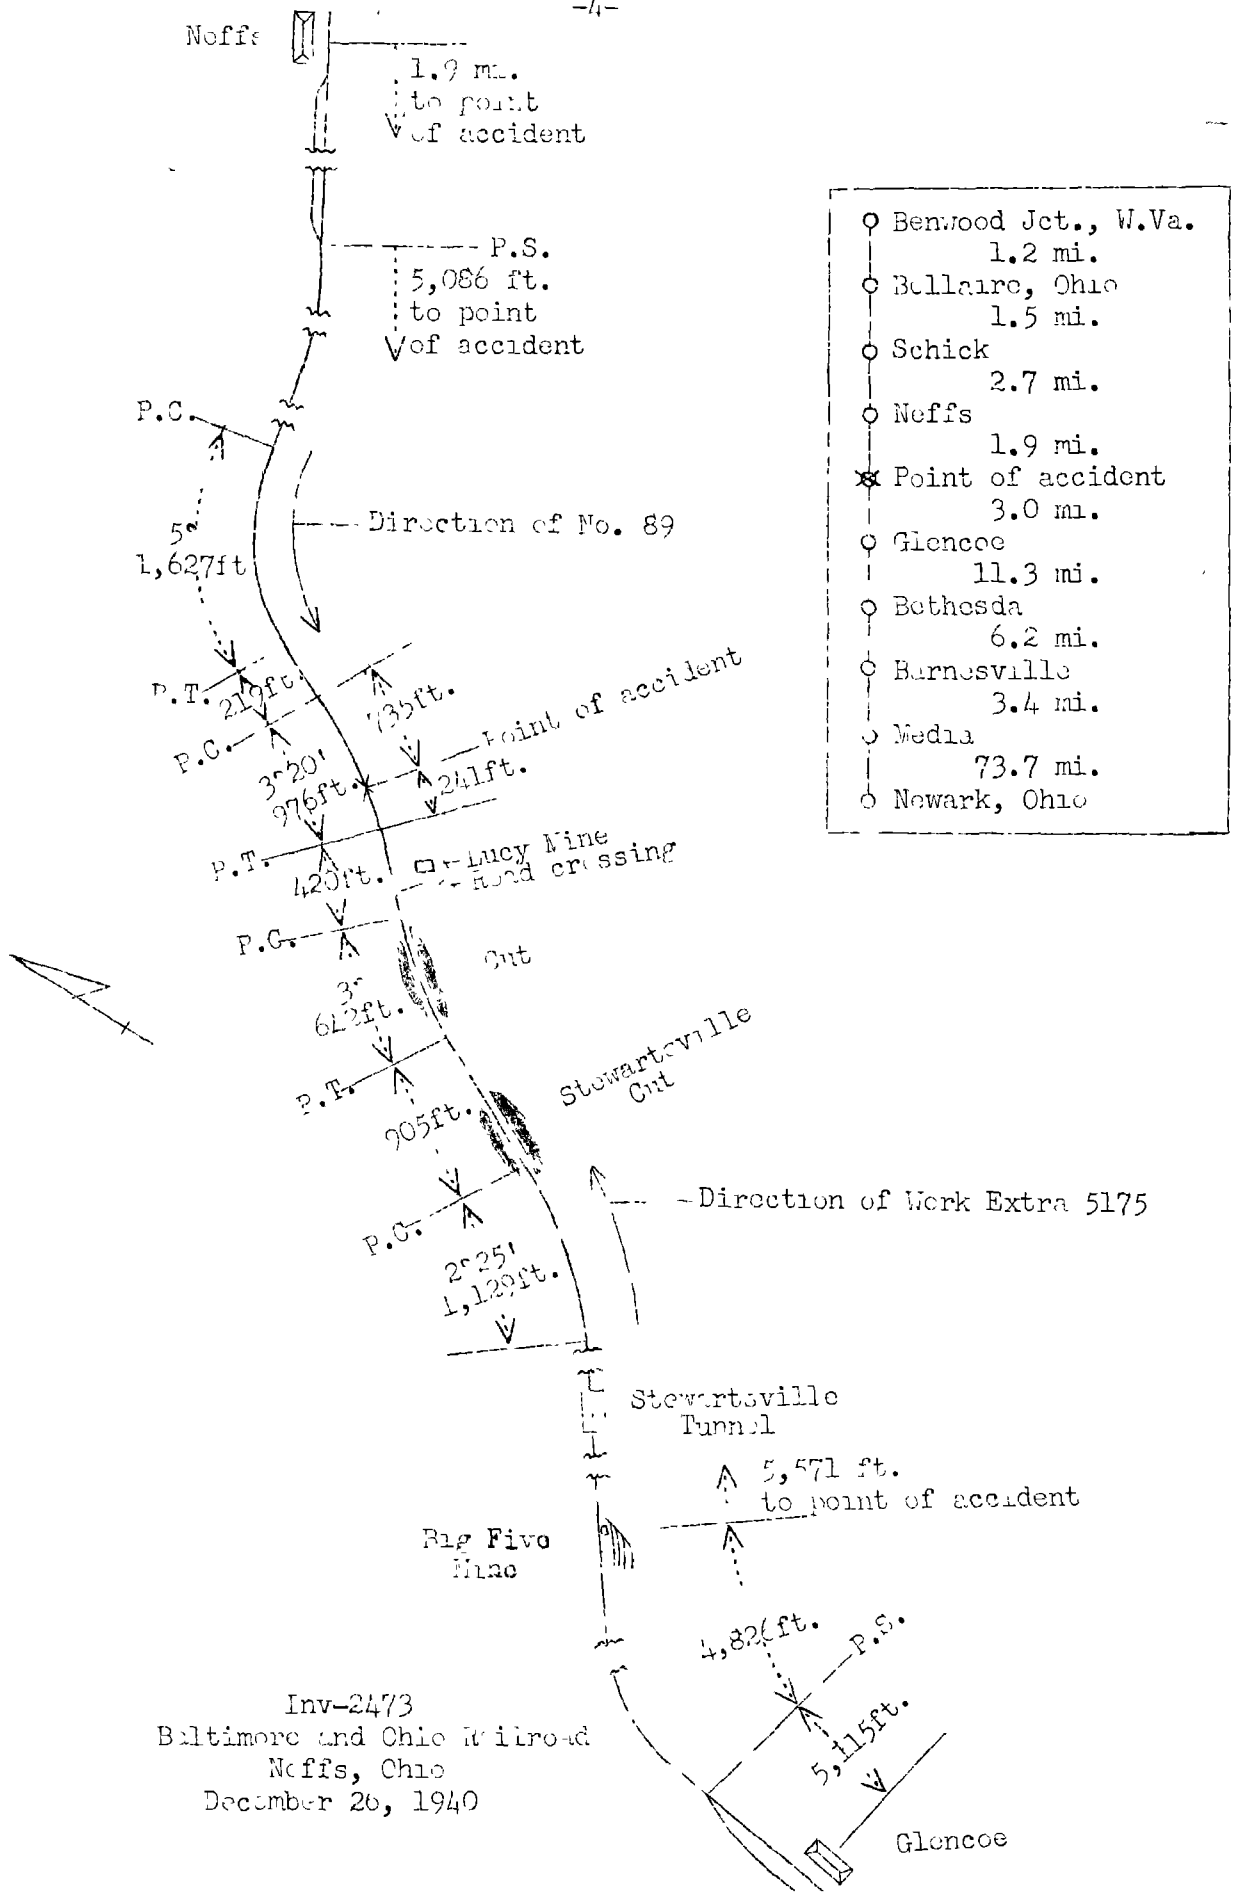 -4-
Neffs
1.9 mi.
to point
of accident
P.S.
5,086 ft.
to point
of accident
Benwood Jct., W.Va.
1.2 mi.
Bellaire, Ohio
1.5 mi.
Schick
2.7 mi.
Neffs
1.9 mi.
Point of accident
3.0 mi.
Glencoe
11.3 mi.
Bethesda
6.2 mi.
Barnesville
3.4 mi.
Media
73.7 mi.
Newark, Ohio
P.C.
5°
1,627ft
Direction of No. 89
P.T.
219ft.
735ft.
Point of accident
P.C.
3°20'
976ft.
241ft.
P.T.
420ft.
Lucy Mine
Road crossing
P.C.
Cut
3°
642ft.
P.T.
Stewartsville
Cut
905ft.
P.C.
Direction of Work Extra 5175
2°25'
1,129ft.
Stewartsville
Tunnel
5,571 ft.
to point of accident
Big Five
Mine
4,826ft.
P.S.
5,115ft.
Glencoe
Inv-2473
Baltimore and Ohio Railroad
Neffs, Ohio
December 26, 1940